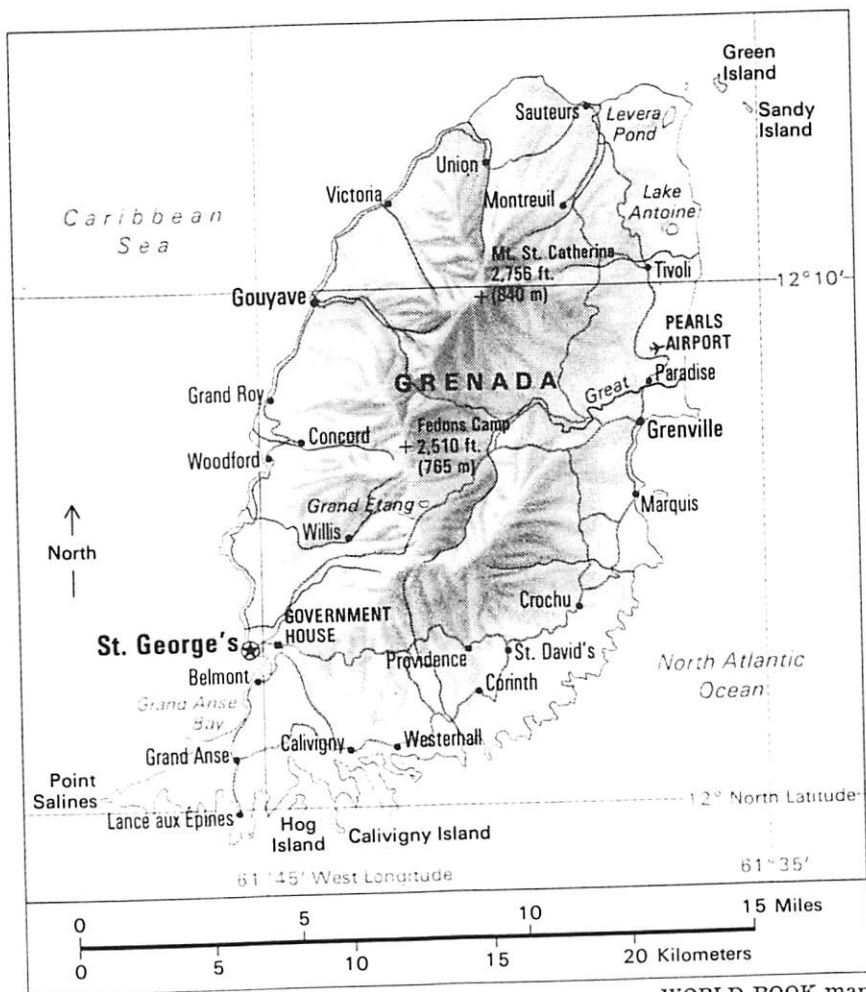 Green
Island
Sandy
Island
Sauteurs
Levera
Pond
Union
Victoria
Montreuil
Lake
Antoine
Caribbean
Sea
Mt. St. Catherine
2,756 ft.
(840 m)
Tivoli
12°10′
Gouyave
PEARLS
AIRPORT
GRENADA
Great
Paradise
Grand Roy
Fedons Camp
2,510 ft.
(765 m)
Concord
Grenville
Woodford
Grand Etang
Marquis
Willis
North
Crochu
GOVERNMENT
HOUSE
St. George's
Providence
St. David's
North Atlantic
Ocean
Belmont
Corinth
Grand Anse
Bay
Calivigny
Westerhall
Grand Anse
Point
Salines
12° North Latitude
Lance aux Épines
Hog
Island
Calivigny Island
61°45′ West Longitude
61°35′
0 5 10 15 Miles
0 5 10 15 20 Kilometers
WORLD BOOK map